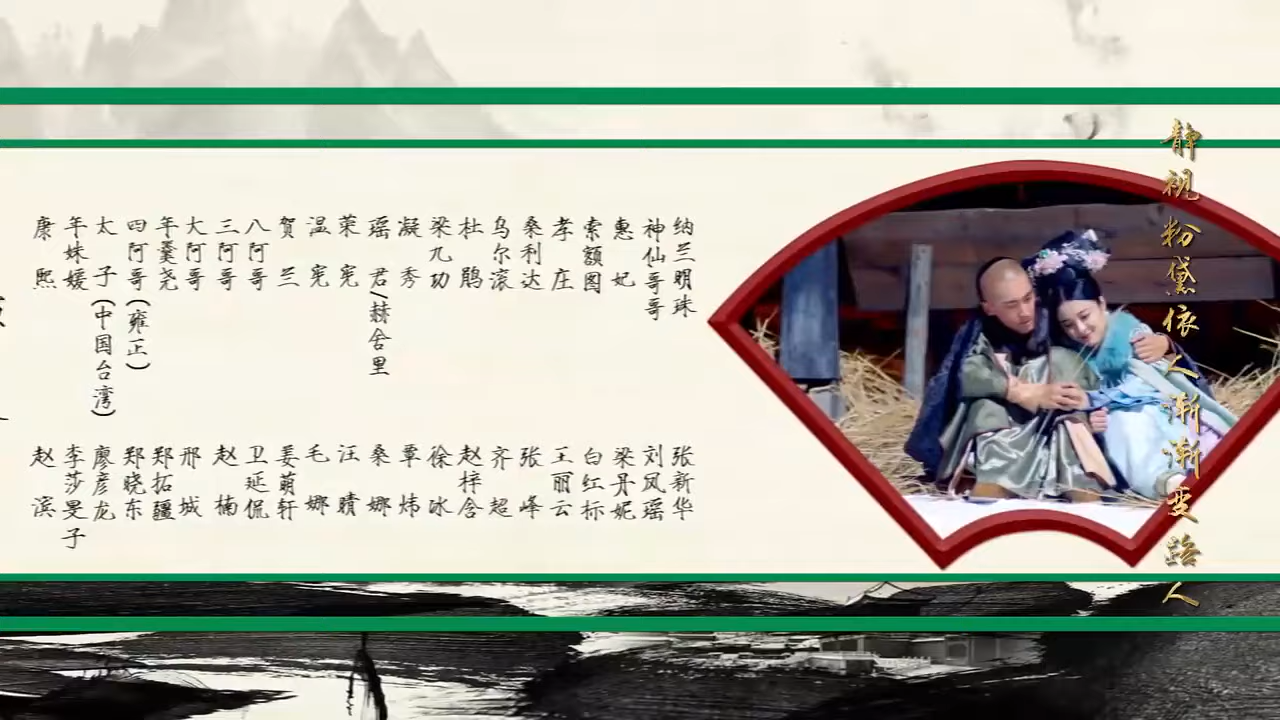 康熙 赵滨
年姝媛 李莎旻子
太子(中国台湾) 廖彦龙
四阿哥(雍正) 郑晓东
年羹尧 郑拓疆
大阿哥 邢城
三阿哥 赵楠
八阿哥 卫延侃
贺兰 姜萌轩
温宪 毛娜
荣宪 汪晴
瑶君/赫舍里 桑娜
凝秀 覃炜
梁九功 徐冰
杜鹃 赵梓含
乌尔滚 齐超
桑利达 张峰
孝庄 王丽云
索额图 白红标
惠妃 梁丹妮
神仙哥哥 刘凤瑶
纳兰明珠 张新华
静视粉黛依人渐渐变路人